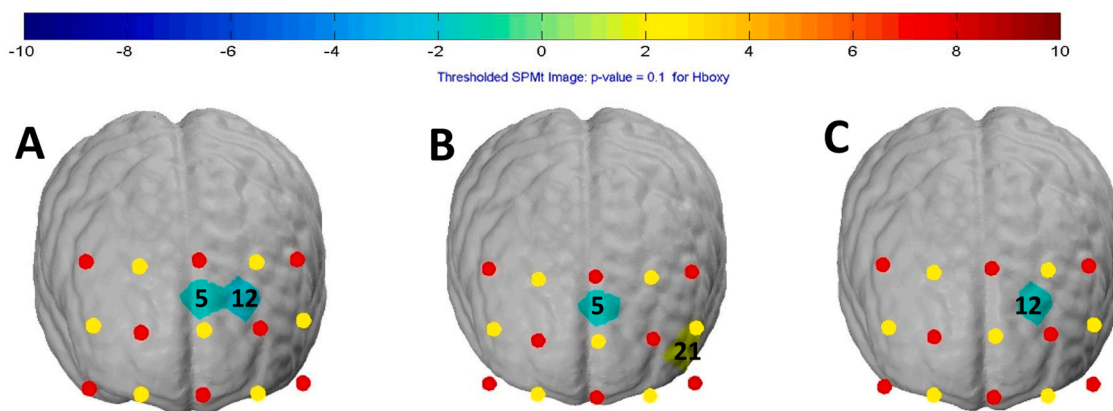 -10 -8 -6 -4 -2 0 2 4 6 8 10
Thresholded SPMt Image: p-value = 0.1 for Hboxy
A B C
5 12 5 21 12